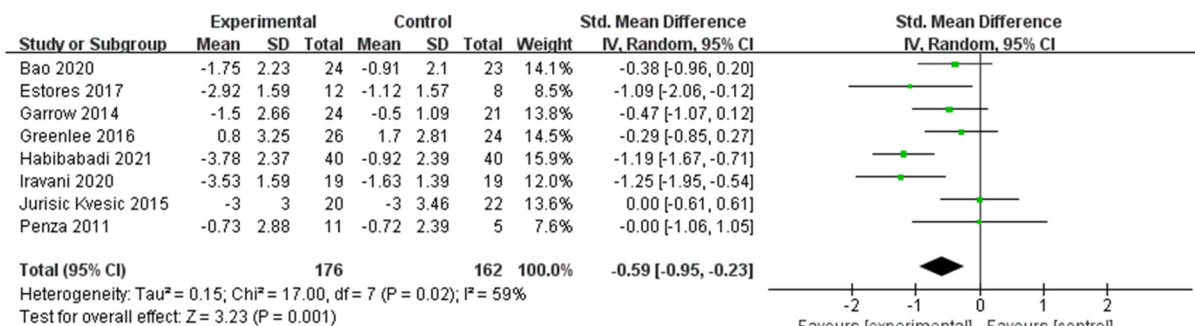 Experimental Control Std. Mean Difference Std. Mean Difference
Study or Subgroup Mean SD Total Mean SD Total Weight IV, Random, 95% CI IV, Random, 95% CI
Bao 2020 -1.75 2.23 24 -0.91 2.1 23 14.1% -0.38 [-0.96, 0.20]
Estores 2017 -2.92 1.59 12 -1.12 1.57 8 8.5% -1.09 [-2.06, -0.12]
Garrow 2014 -1.5 2.66 24 -0.5 1.09 21 13.6% -0.47 [-1.07, 0.12]
Greenlee 2016 0.8 3.25 26 1.7 2.81 24 14.5% -0.29 [-0.85, 0.27]
Habibabadi 2021 -3.78 2.37 40 -0.92 2.39 40 15.9% -1.19 [-1.67, -0.71]
Iravani 2020 -3.53 1.59 19 -1.63 1.39 19 12.0% -1.25 [-1.95, -0.54]
Jurisic Kvesic 2015 -3 3 20 -3 3.46 22 13.7% 0.00 [-0.61, 0.61]
Penza 2011 -0.73 2.88 11 -0.72 2.39 5 7.6% -0.00 [-1.06, 1.05]
Total (95% CI) 176 162 100.0% -0.59 [-0.95, -0.23]
Heterogeneity: Tau² = 0.15; Chi² = 17.00, df = 7 (P = 0.02); I² = 59%
Test for overall effect: Z = 3.23 (P = 0.001)
-2 -1 0 1 2
Favours [experimental] Favours [control]